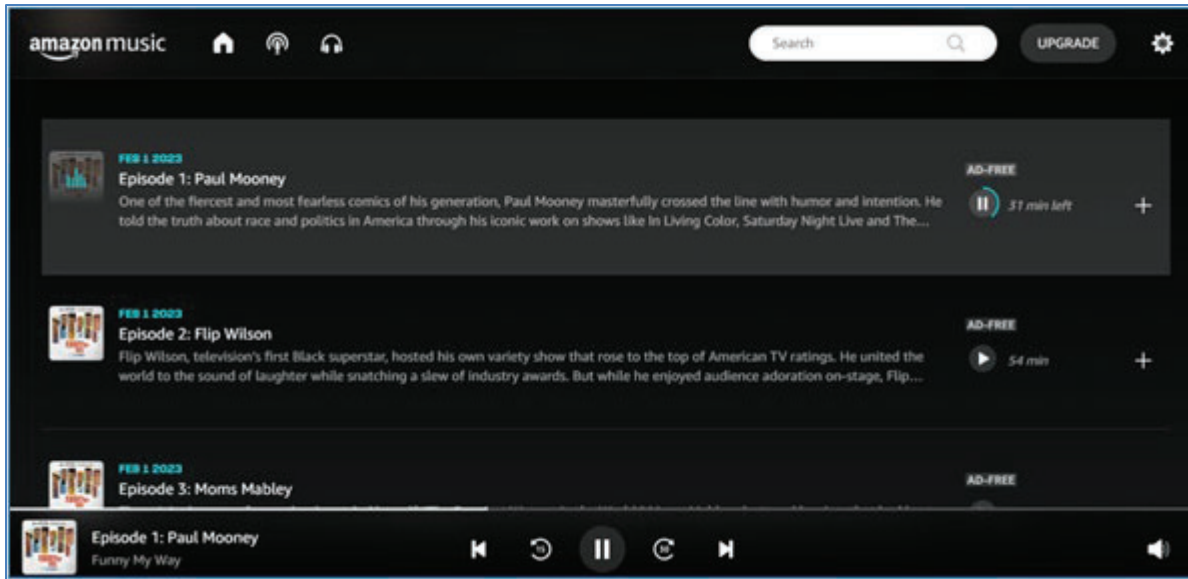 amazon music
Search
UPGRADE
FEB 1 2023
Episode 1: Paul Mooney
One of the fiercest and most fearless comics of his generation, Paul Mooney masterfully crossed the line with humor and intention. He
told the truth about race and politics in America through his iconic work on shows like In Living Color, Saturday Night Live and The...
AD-FREE
31 min left
FEB 1 2023
Episode 2: Flip Wilson
Flip Wilson, television's first Black superstar, hosted his own variety show that rose to the top of American TV ratings. He united the
world to the sound of laughter while snatching a slew of industry awards. But while he enjoyed audience adoration on-stage, Flip...
AD-FREE
54 min
FEB 1 2023
Episode 3: Moms Mabley
AD-FREE
Episode 1: Paul Mooney
Funny My Way
15
30